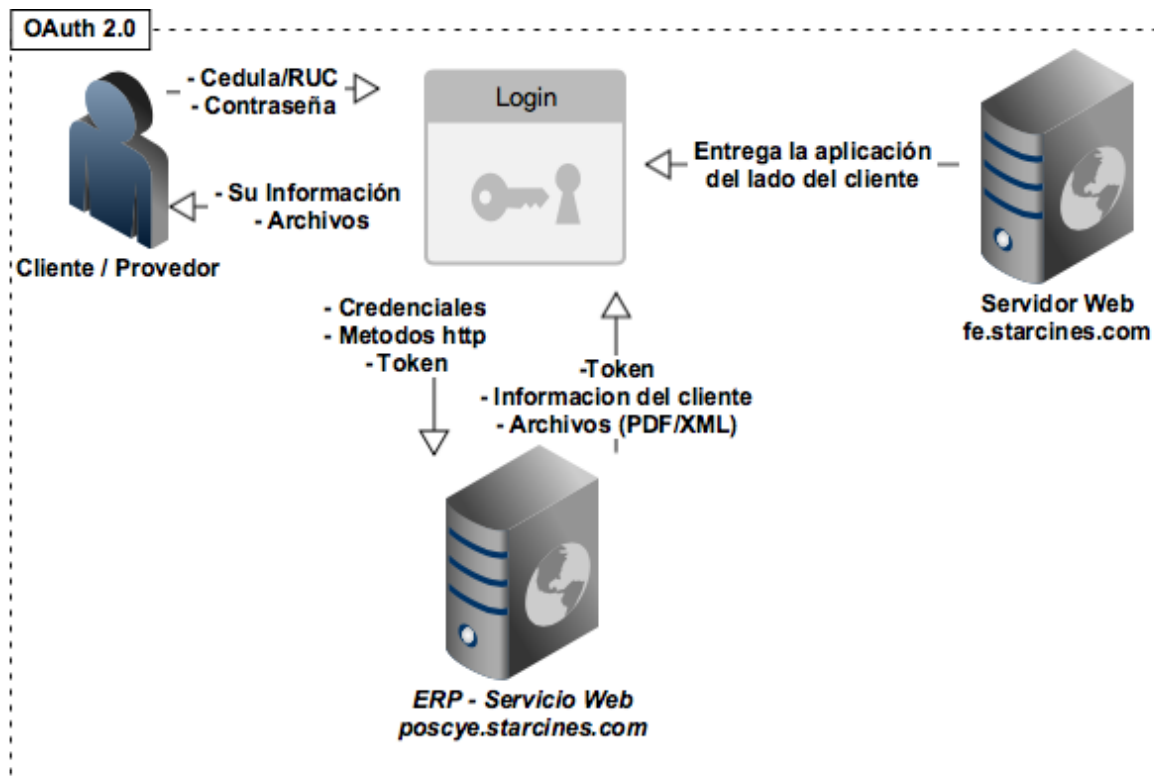 OAuth 2.0
- Cedula/RUC
- Contraseña
Login
Entrega la aplicación
del lado del cliente
- Su Información
- Archivos
Cliente / Provedor
Servidor Web
fe.starcines.com
- Credenciales
- Metodos http
- Token
-Token
- Informacion del cliente
- Archivos (PDF/XML)
ERP - Servicio Web
poscye.starcines.com